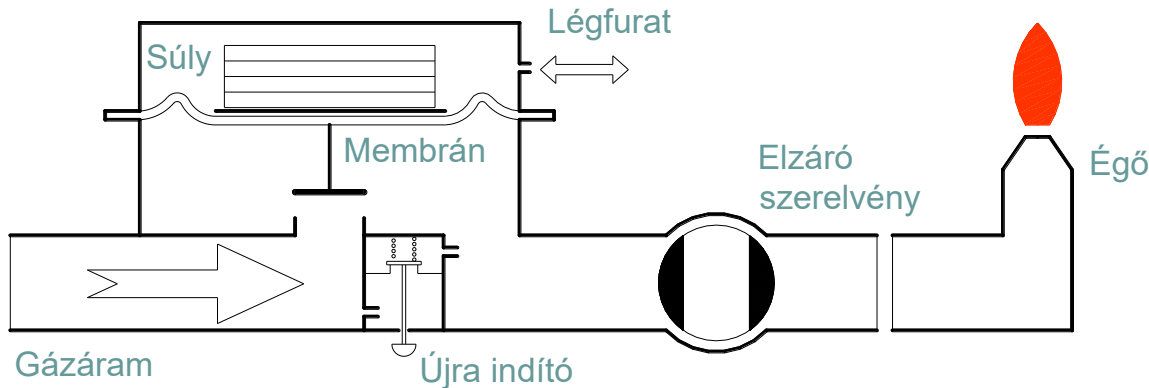 Légfurat
Súly
Membrán
Elzáró
szerelvény
Égő
Gázáram
Újra indító